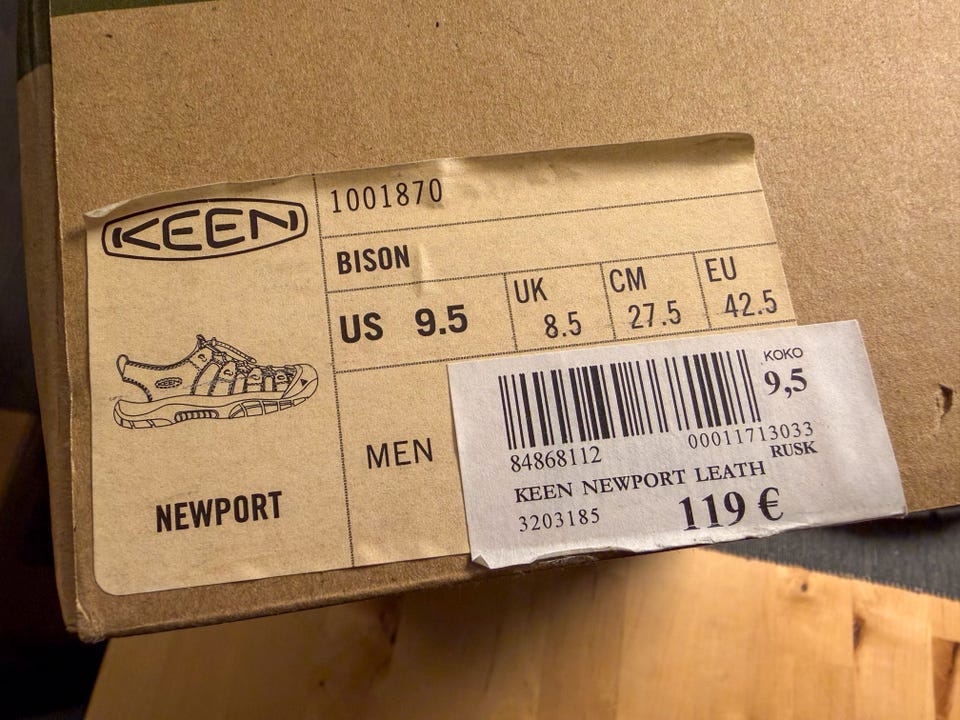 KEEN
1001870
BISON
US 9.5
UK 8.5
CM 27.5
EU 42.5
KEEN
MEN
NEWPORT
KOKO
9,5
84868112 00011713033
KEEN NEWPORT LEATH RUSK
3203185 119 €